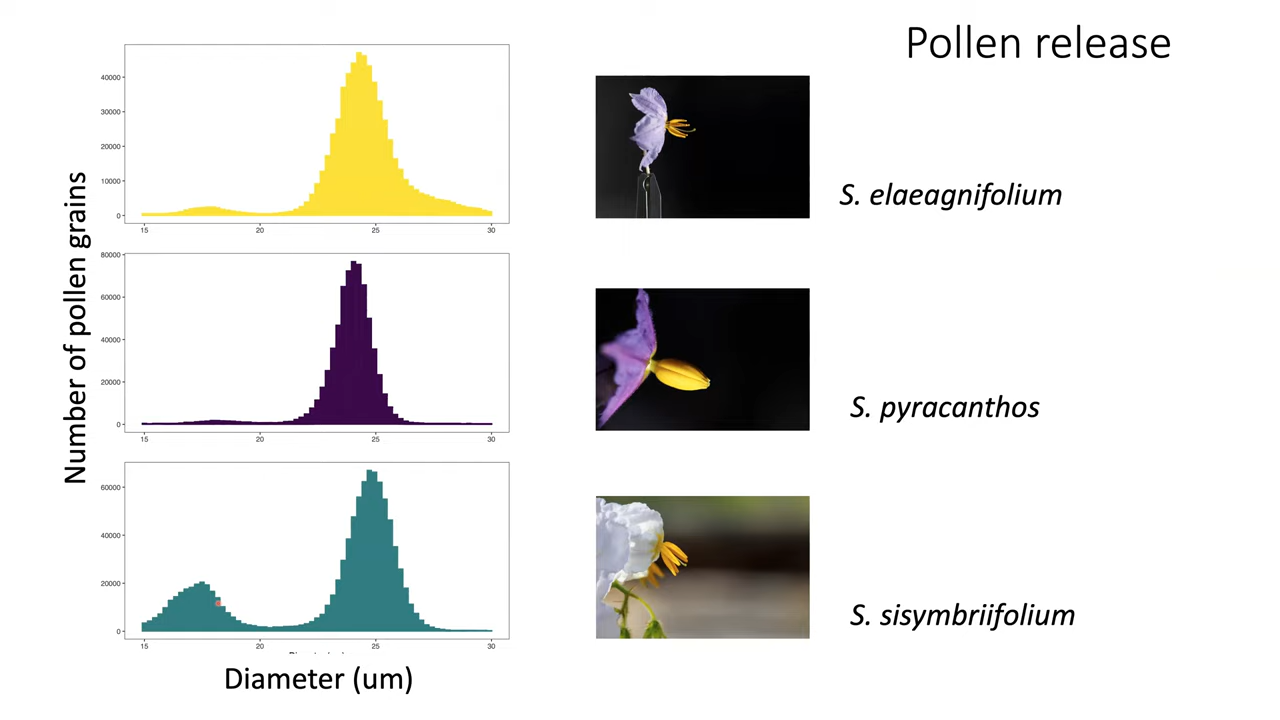 Pollen release
Number of pollen grains
40000
30000
20000
10000
0
15 20 25 30
S. elaeagnifolium
80000
60000
40000
20000
0
15 20 25 30
S. pyracanthos
60000
40000
20000
0
15 20 25 30
S. sisymbriifolium
Diameter (um)